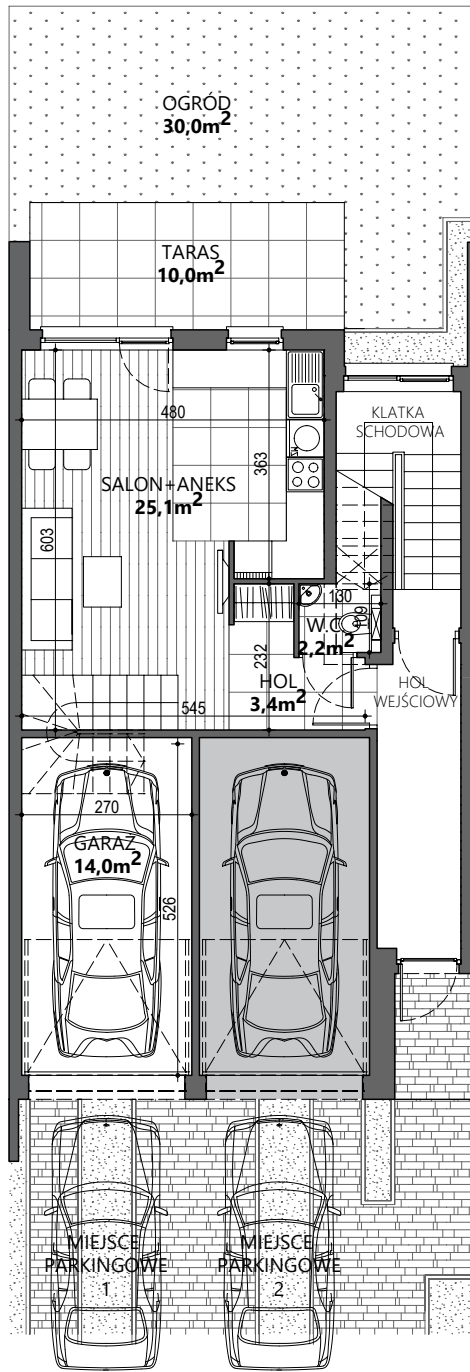 OGRÓD
30,0m²
TARAS
10,0m²
KLATKA
SCHODOWA
480
363
SALON+ANEKS
25,1m²
603
130
109
W.C
2,2m²
232
HOL
3,4m²
HOL
WEJŚCIOWY
545
270
GARAŻ
14,0m²
526
MIEJSCE
PARKINGOWE
1
MIEJSCE
PARKINGOWE
2